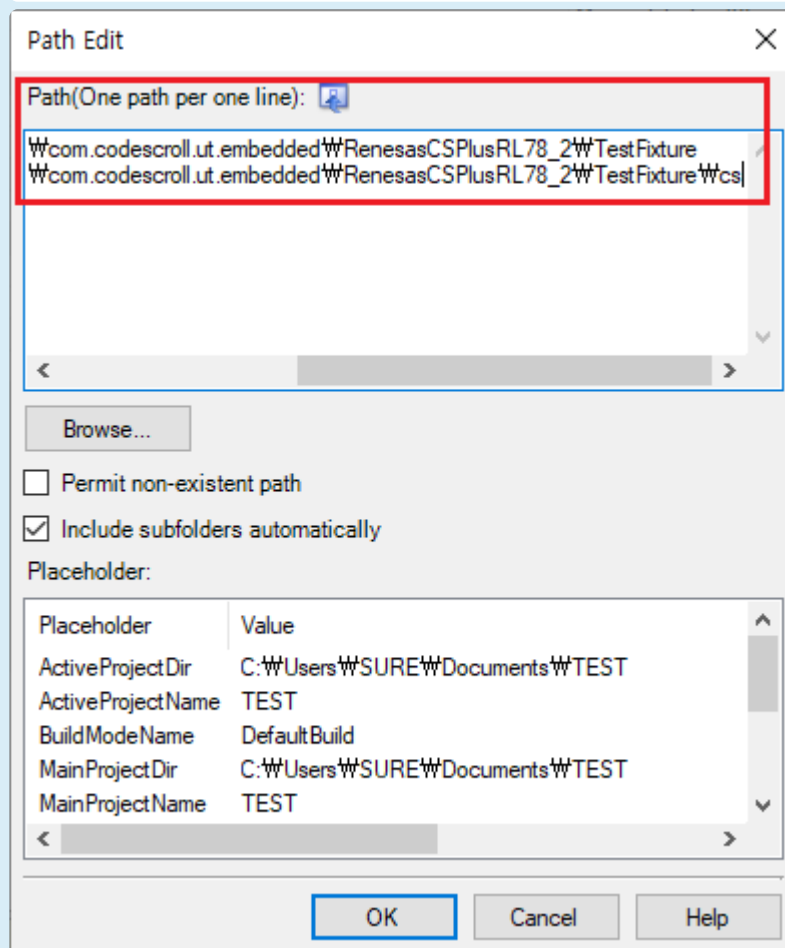 Path Edit
Path(One path per one line):
₩com.codescroll.ut.embedded₩RenesasCSPlusRL78_2₩TestFixture
₩com.codescroll.ut.embedded₩RenesasCSPlusRL78_2₩TestFixture₩cs
Browse...
Permit non-existent path
Include subfolders automatically
Placeholder:
Placeholder Value
ActiveProjectDir C:₩Users₩SURE₩Documents₩TEST
ActiveProjectName TEST
BuildModeName DefaultBuild
MainProjectDir C:₩Users₩SURE₩Documents₩TEST
MainProjectName TEST
OK Cancel Help